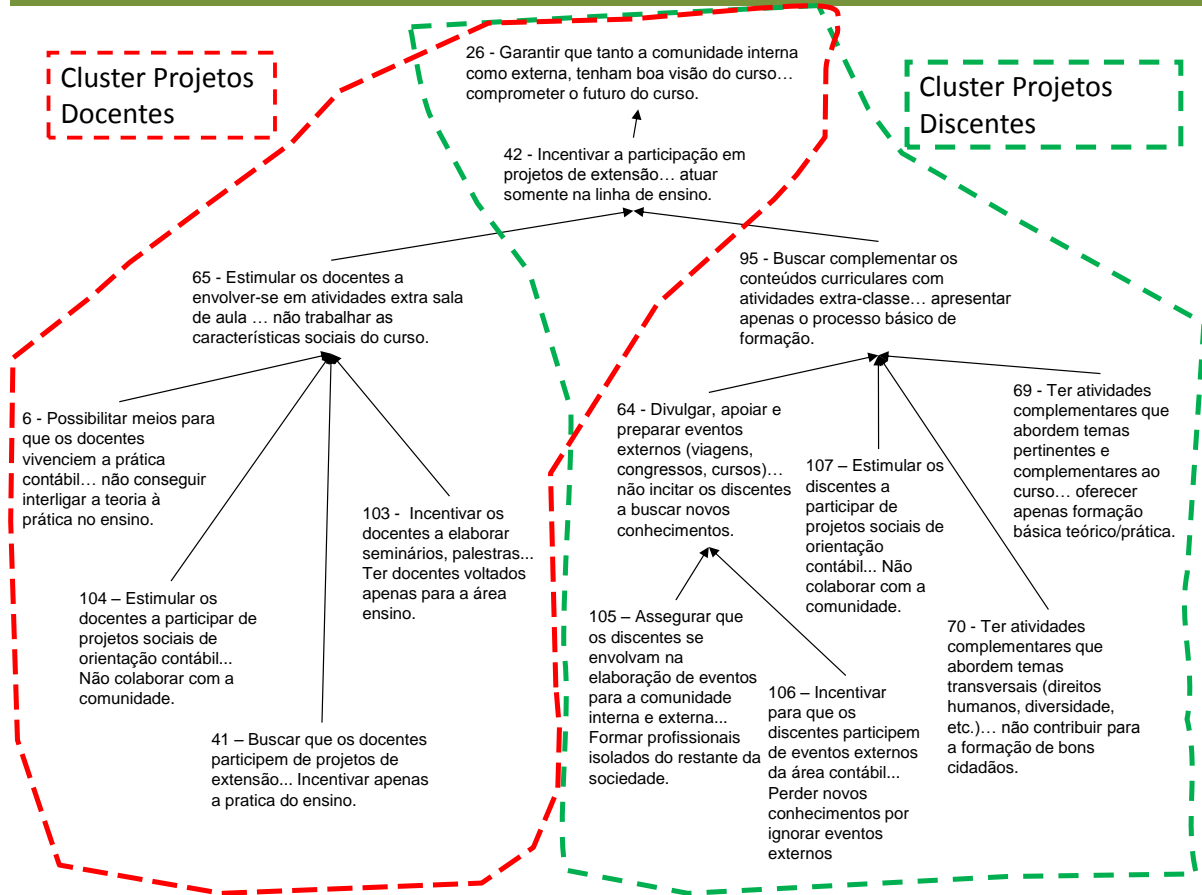 Cluster Projetos
Docentes
26 - Garantir que tanto a comunidade interna
como externa, tenham boa visão do curso…
comprometer o futuro do curso.
Cluster Projetos
Discentes
42 - Incentivar a participação em
projetos de extensão… atuar
somente na linha de ensino.
65 - Estimular os docentes a
envolver-se em atividades extra sala
de aula … não trabalhar as
características sociais do curso.
95 - Buscar complementar os
conteúdos curriculares com
atividades extra-classe… apresentar
apenas o processo básico de
formação.
6 - Possibilitar meios para
que os docentes
vivenciem a prática
contábil… não conseguir
interligar a teoria à
prática no ensino.
103 -  Incentivar os
docentes a elaborar
seminários, palestras...
Ter docentes voltados
apenas para a área
ensino.
104 – Estimular os
docentes a participar de
projetos sociais de
orientação contábil...
Não colaborar com a
comunidade.
41 – Buscar que os docentes
participem de projetos de
extensão... Incentivar apenas
a pratica do ensino.
64 - Divulgar, apoiar e
preparar eventos
externos (viagens,
congressos, cursos)…
não incitar os discentes
a buscar novos
conhecimentos.
107 – Estimular os
discentes a
participar de
projetos sociais de
orientação
contábil... Não
colaborar com a
comunidade.
69 - Ter atividades
complementares que
abordem temas
pertinentes e
complementares ao
curso… oferecer
apenas formação
básica teórico/prática.
105 – Assegurar que
os discentes se
envolvam na
elaboração de eventos
para a comunidade
interna e externa...
Formar profissionais
isolados do restante da
sociedade.
106 – Incentivar
para que os
discentes participem
de eventos externos
da área contábil...
Perder novos
conhecimentos por
ignorar eventos
externos
70 - Ter atividades
complementares que
abordem temas
transversais (direitos
humanos, diversidade,
etc.)… não contribuir para
a formação de bons
cidadãos.